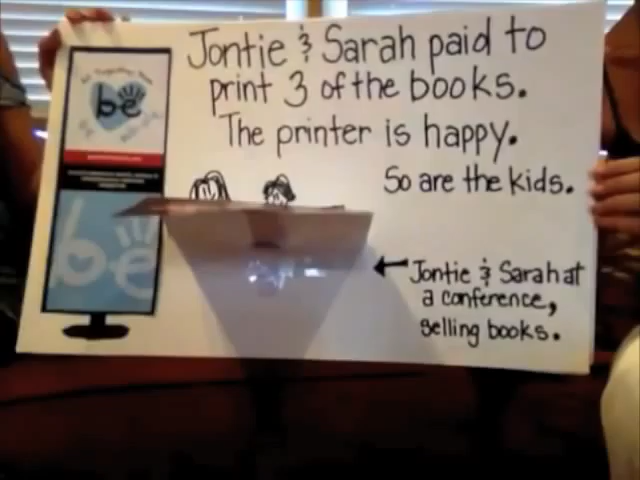 Jontie & Sarah paid to
print 3 of the books.
The printer is happy.
So are the kids.
be
be
Jontie & Sarah at
a conference,
selling books.